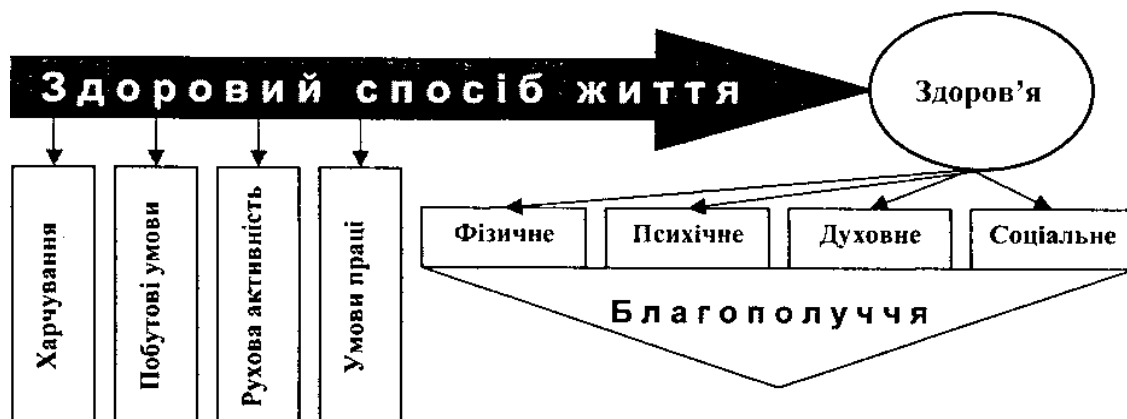 Здоровий спосіб життя
Здоров’я
Харчування
Побутові умови
Рухова активність
Умови праці
Фізичне
Психічне
Духовне
Соціальне
Благополуччя